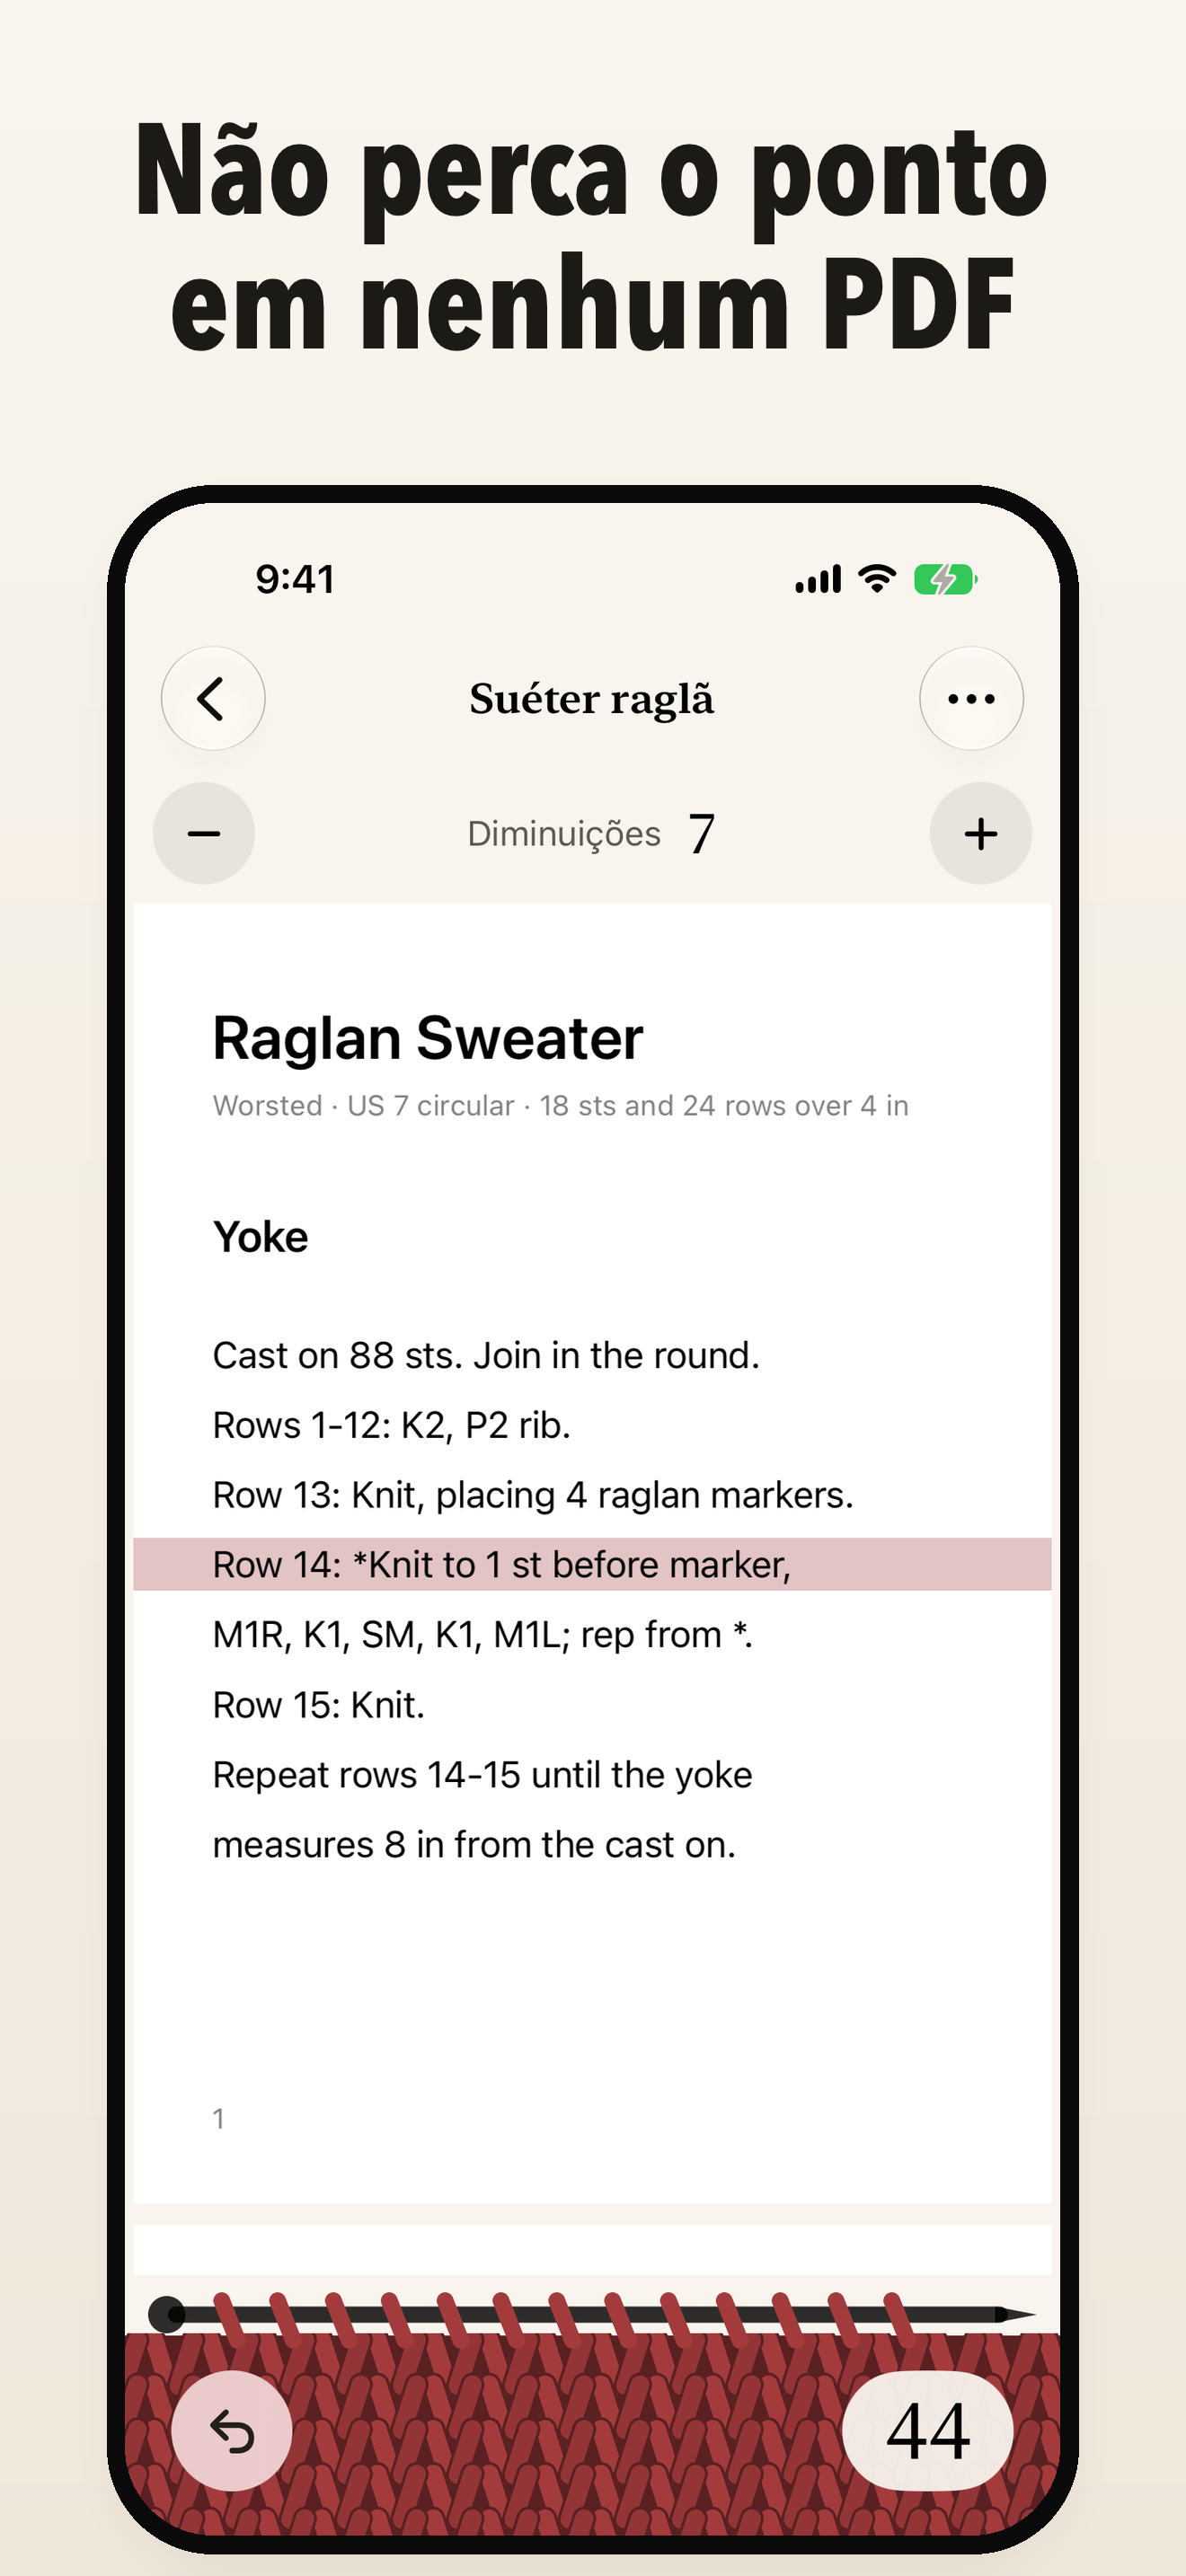 Não perca o ponto
em nenhum PDF
9:41
Suéter raglã
Diminuições 7
Raglan Sweater
Worsted · US 7 circular · 18 sts and 24 rows over 4 in
Yoke
Cast on 88 sts. Join in the round.
Rows 1-12: K2, P2 rib.
Row 13: Knit, placing 4 raglan markers.
Row 14: *Knit to 1 st before marker,
M1R, K1, SM, K1, M1L; rep from *.
Row 15: Knit.
Repeat rows 14-15 until the yoke
measures 8 in from the cast on.
1
44